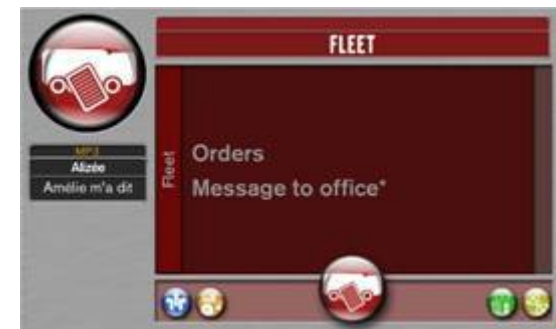 FLEET
MP3
Alizée
Amélie m'a dit
Fleet
Orders
Message to office*